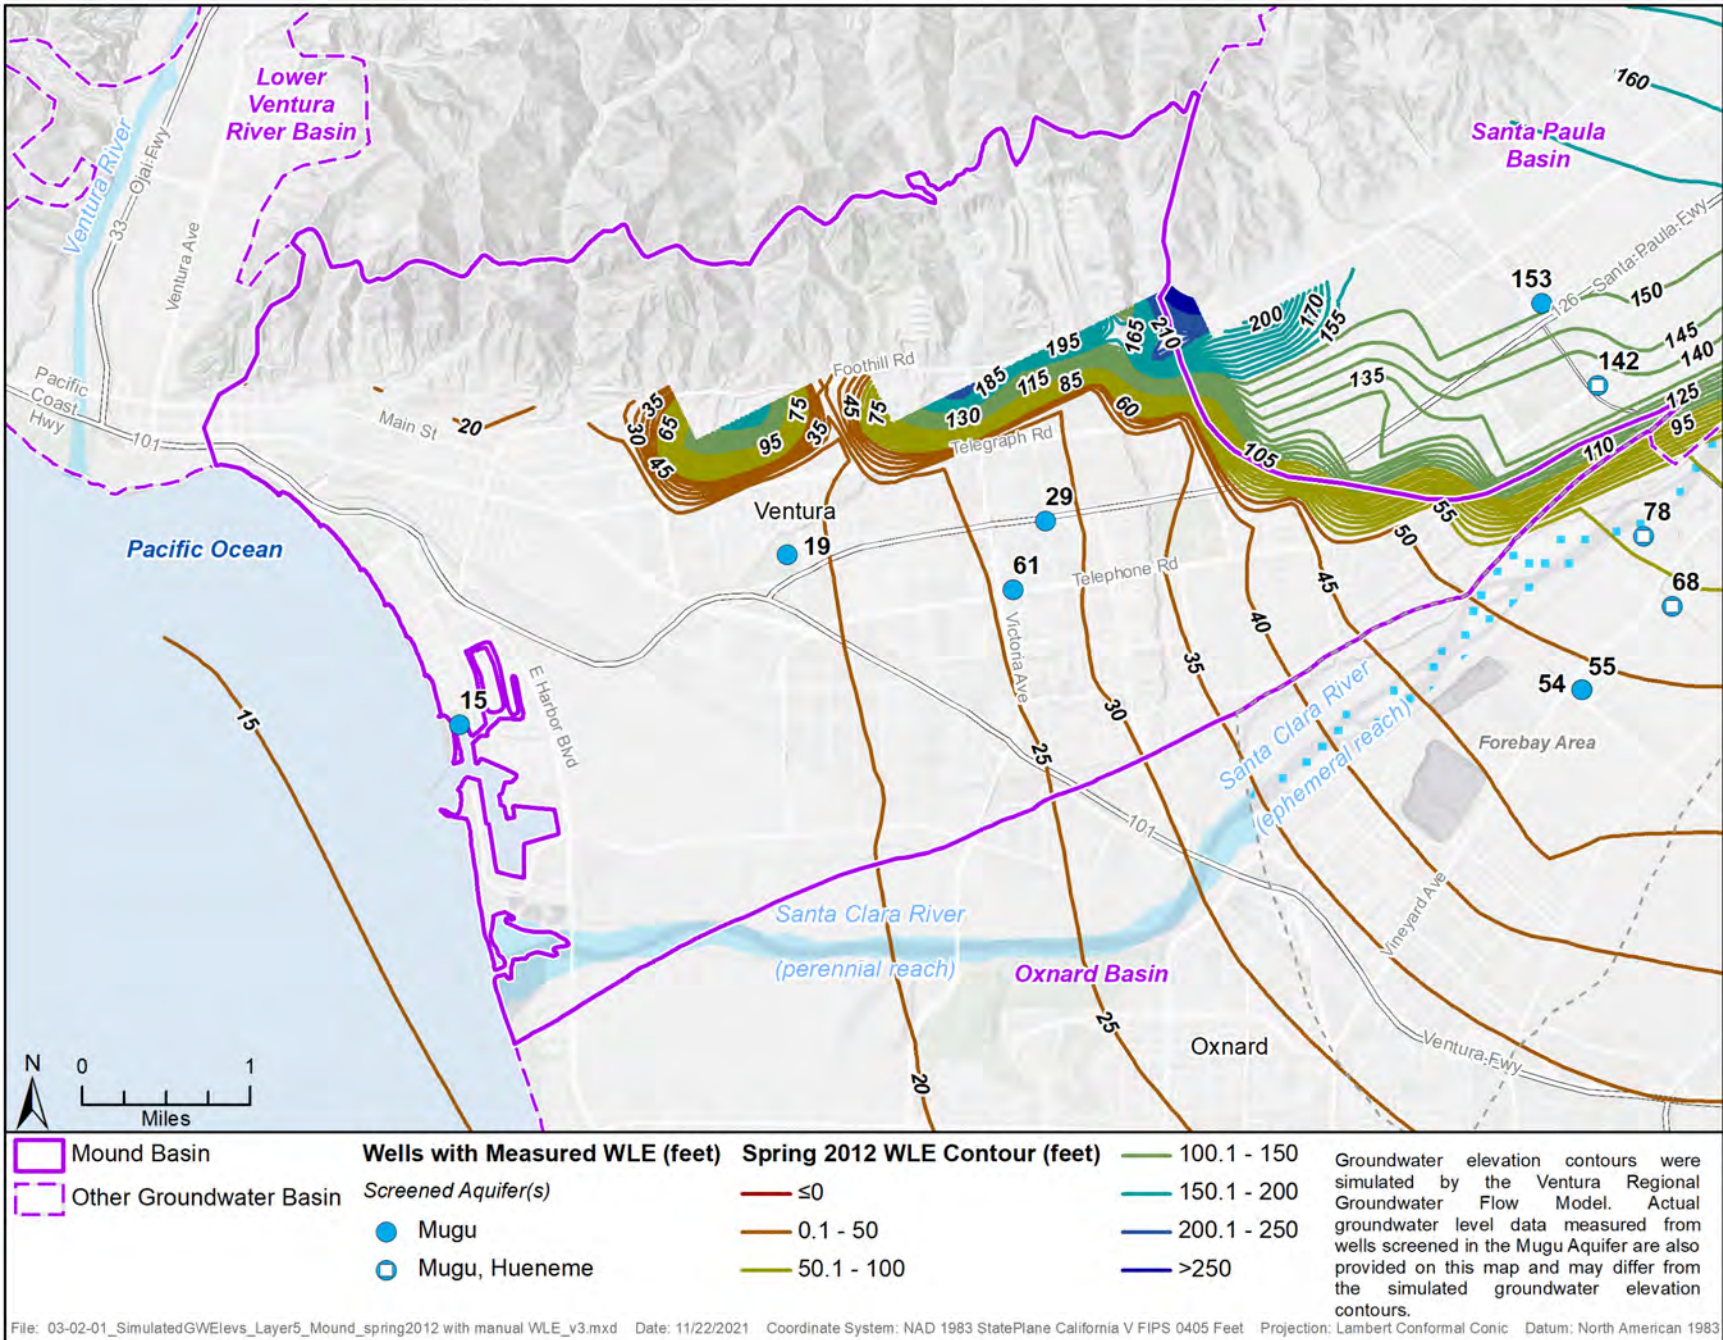 Lower
Ventura
River Basin
Ventura River
33
Ojai Fwy
Ventura Ave
Santa Paula
Basin
160
153
126
Santa Paula Fwy
150
145
140
142
135
125
95
110
200
170
155
210
165
195
185
115
85
130
60
105
Foothill Rd
Telegraph Rd
45
75
75
35
95
35
30
65
45
Pacific
Coast
Hwy
101
Main St
20
Ventura
19
29
61
Telephone Rd
Victoria Ave
55
50
45
40
35
30
25
78
68
55
54
Forebay Area
Pacific Ocean
15
15
E Harbor Blvd
Santa Clara River
(ephemeral reach)
101
Vineyard Ave
Santa Clara River
(perennial reach)
Oxnard Basin
25
20
Oxnard
Ventura Fwy
N
0 1
Miles
Mound Basin
Other Groundwater Basin
Wells with Measured WLE (feet)
Screened Aquifer(s)
Mugu
Mugu, Hueneme
Spring 2012 WLE Contour (feet)
≤0
0.1 - 50
50.1 - 100
100.1 - 150
150.1 - 200
200.1 - 250
>250
Groundwater elevation contours were
simulated by the Ventura Regional
Groundwater Flow Model. Actual
groundwater level data measured from
wells screened in the Mugu Aquifer are also
provided on this map and may differ from
the simulated groundwater elevation
contours.
File: 03-02-01_SimulatedGWElevs_Layer5_Mound_spring2012 with manual WLE_v3.mxd Date: 11/22/2021 Coordinate System: NAD 1983 StatePlane California V FIPS 0405 Feet Projection: Lambert Conformal Conic Datum: North American 1983